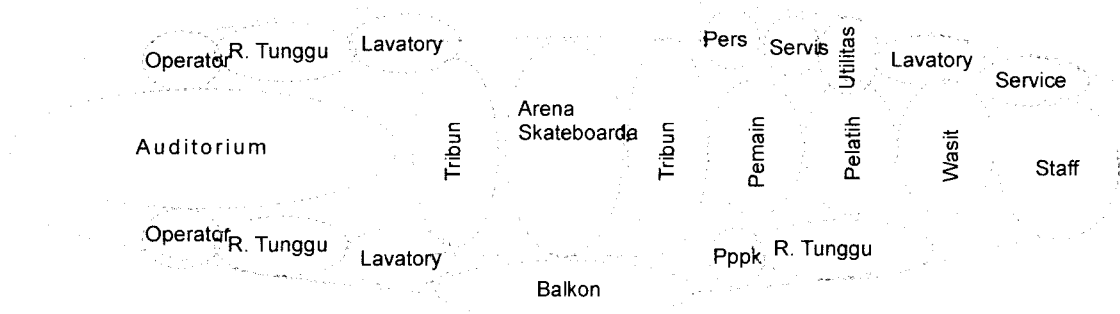 Operator
R. Tunggu
Lavatory
Pers
Servis
Utilitas
Lavatory
Service
Auditorium
Tribun
Arena
Skateboarde
Tribun
Pemain
Pelatih
Wasit
Staff
Operator
R. Tunggu
Lavatory
Balkon
Pppk
R. Tunggu